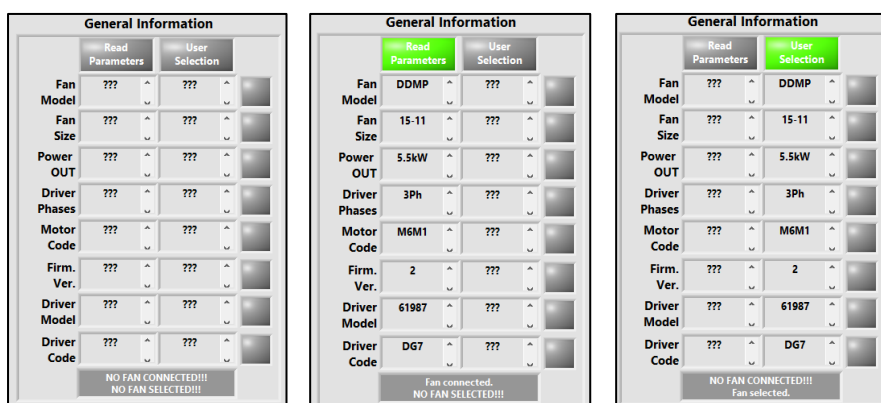 General Information
Read Parameters
User Selection
Fan Model ??? ???
Fan Size ??? ???
Power OUT ??? ???
Driver Phases ??? ???
Motor Code ??? ???
Firm. Ver. ??? ???
Driver Model ??? ???
Driver Code ??? ???
NO FAN CONNECTED!!!
NO FAN SELECTED!!!
General Information
Read Parameters
User Selection
Fan Model DDMP ???
Fan Size 15-11 ???
Power OUT 5.5kW ???
Driver Phases 3Ph ???
Motor Code M6M1 ???
Firm. Ver. 2 ???
Driver Model 61987 ???
Driver Code DG7 ???
Fan connected.
NO FAN SELECTED!!!
General Information
Read Parameters
User Selection
Fan Model ??? DDMP
Fan Size ??? 15-11
Power OUT ??? 5.5kW
Driver Phases ??? 3Ph
Motor Code ??? M6M1
Firm. Ver. ??? 2
Driver Model ??? 61987
Driver Code ??? DG7
NO FAN CONNECTED!!!
Fan selected.